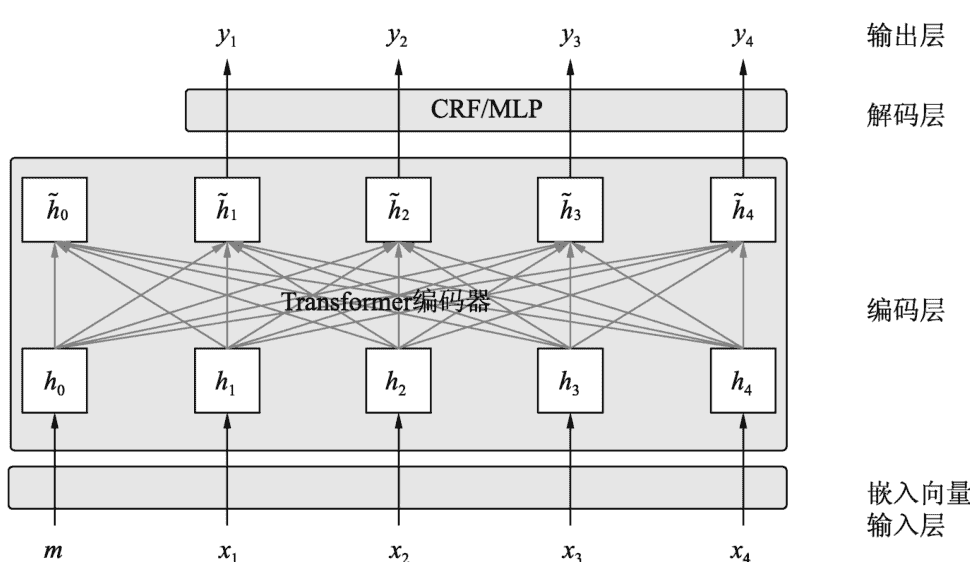 y₁ y₂ y₃ y₄ 输出层
CRF/MLP 解码层
h̃₀ h̃₁ h̃₂ h̃₃ h̃₄
Transformer编码器 编码层
h₀ h₁ h₂ h₃ h₄
嵌入向量
输入层
m x₁ x₂ x₃ x₄